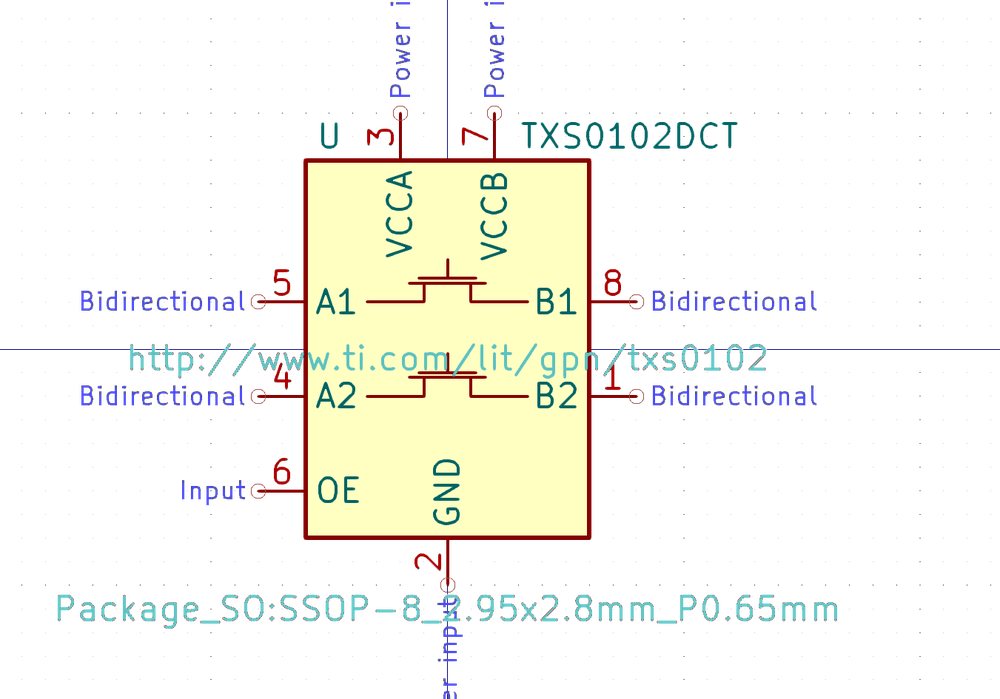 Power i
Power i
U
3
7
TXS0102DCT
VCCA
VCCB
Bidirectional
5
A1
B1
8
Bidirectional
http://www.ti.com/lit/gpn/txs0102
Bidirectional
4
A2
B2
1
Bidirectional
Input
6
OE
GND
2
Package_SO:SSOP-8_2.95x2.8mm_P0.65mm
er input